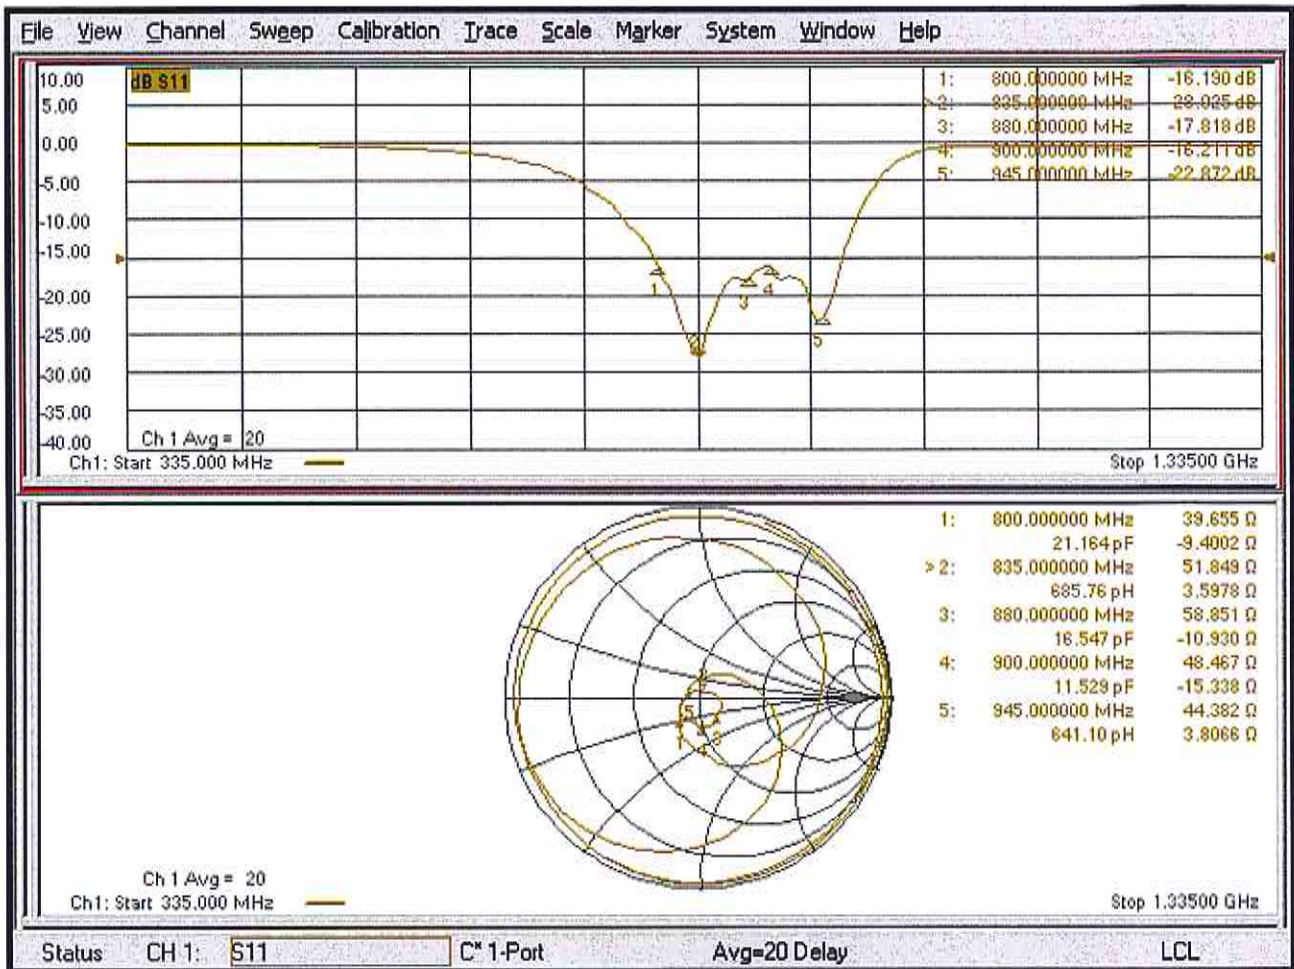 File View Channel Sweep Calibration Trace Scale Marker System Window Help
10.00
5.00
0.00
-5.00
-10.00
-15.00
-20.00
-25.00
-30.00
-35.00
-40.00
dB S11
1: 800.000000 MHz -16.190 dB
>2: 835.000000 MHz -28.025 dB
3: 880.000000 MHz -17.818 dB
4: 900.000000 MHz -16.211 dB
5: 945.000000 MHz -22.872 dB
1
2
3
4
5
Ch 1 Avg = 20
Ch1: Start 335.000 MHz
Stop 1.33500 GHz
1: 800.000000 MHz 39.655 Ω
21.164 pF -9.4002 Ω
>2: 835.000000 MHz 51.849 Ω
685.76 pH 3.5978 Ω
3: 880.000000 MHz 58.851 Ω
16.547 pF -10.930 Ω
4: 900.000000 MHz 48.467 Ω
11.529 pF -15.338 Ω
5: 945.000000 MHz 44.382 Ω
641.10 pH 3.8066 Ω
2
5
1
3
4
Ch 1 Avg = 20
Ch1: Start 335.000 MHz
Stop 1.33500 GHz
Status CH 1: S11 C* 1-Port Avg=20 Delay LCL